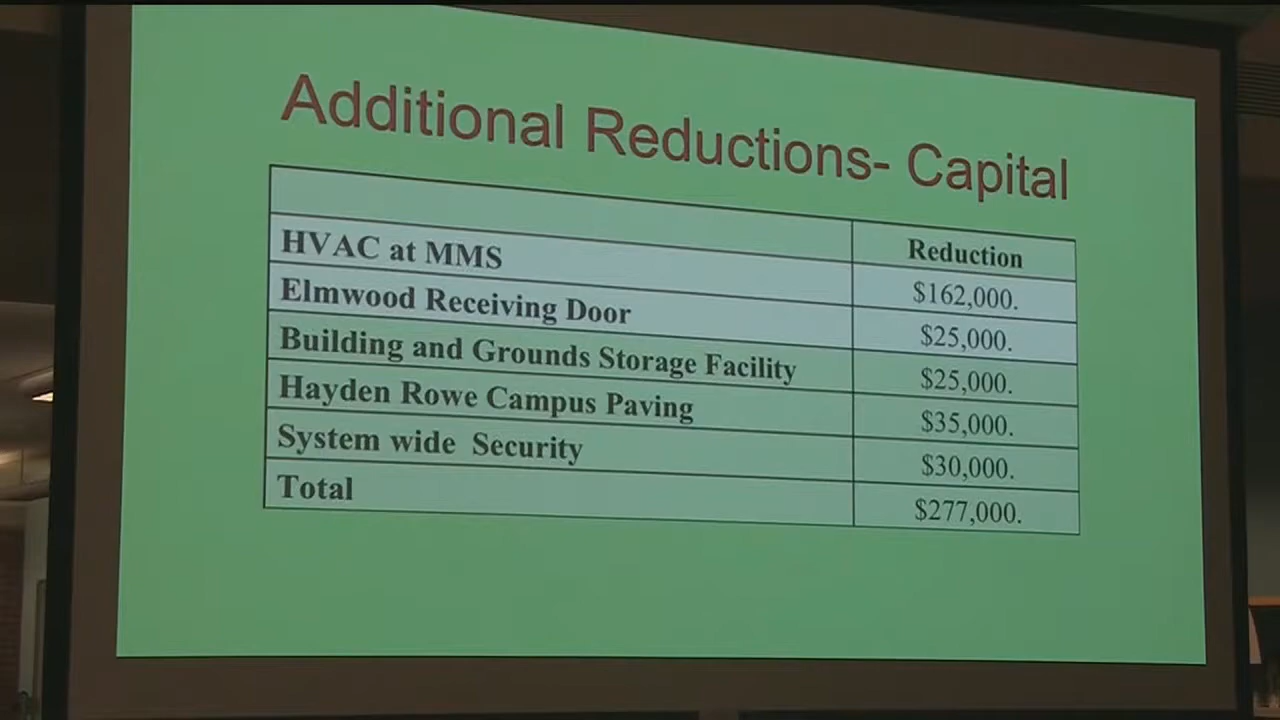 Additional Reductions- Capital
Reduction
HVAC at MMS $162,000.
Elmwood Receiving Door $25,000.
Building and Grounds Storage Facility $25,000.
Hayden Rowe Campus Paving $35,000.
System wide Security $30,000.
Total $277,000.